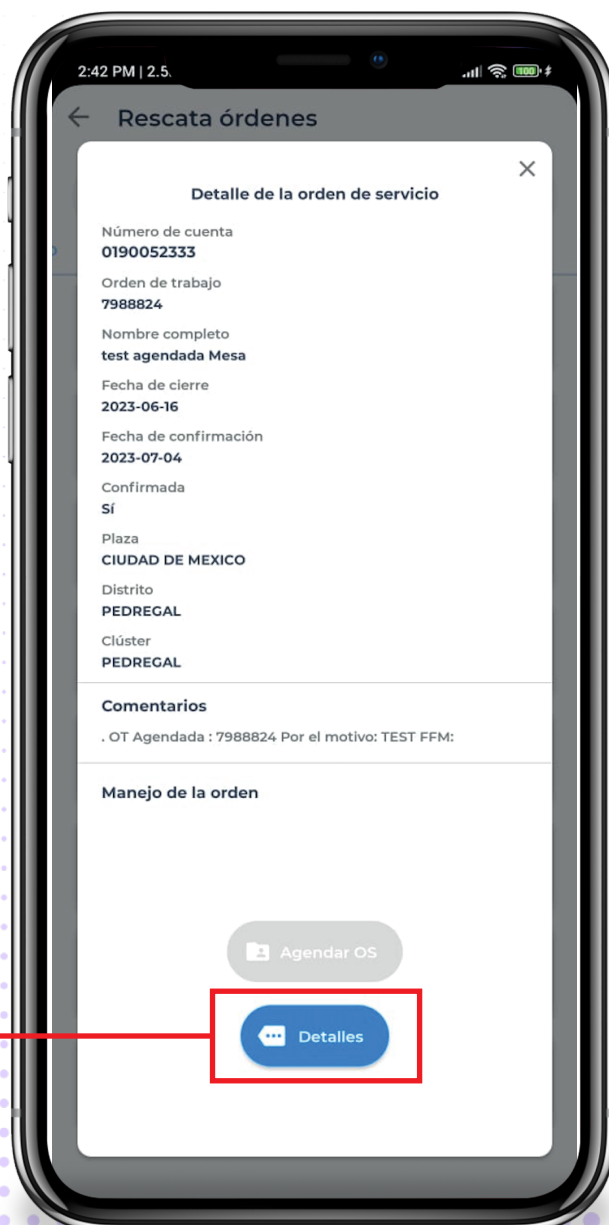 2:42 PM | 2.5.
100
Rescata órdenes
Detalle de la orden de servicio
Número de cuenta
0190052333
Orden de trabajo
7988824
Nombre completo
test agendada Mesa
Fecha de cierre
2023-06-16
Fecha de confirmación
2023-07-04
Confirmada
Sí
Plaza
CIUDAD DE MEXICO
Distrito
PEDREGAL
Clúster
PEDREGAL
Comentarios
. OT Agendada : 7988824 Por el motivo: TEST FFM:
Manejo de la orden
Agendar OS
Detalles